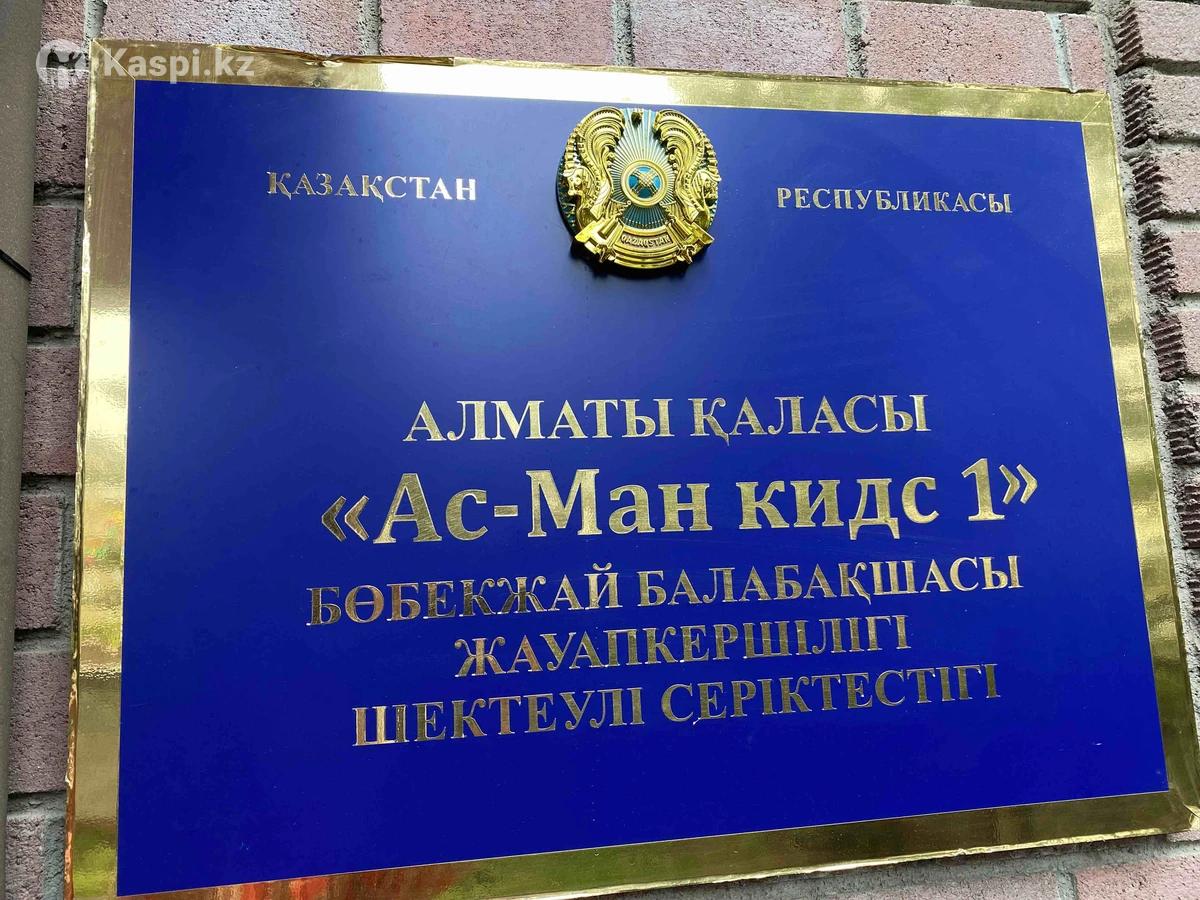 Kaspi.kz
ҚАЗАҚСТАН РЕСПУБЛИКАСЫ
QAZAQSTAN
АЛМАТЫ ҚАЛАСЫ
«Ас-Ман кидс 1»
БӨБЕКЖАЙ БАЛАБАҚШАСЫ
ЖАУАПКЕРШІЛІГІ
ШЕКТЕУЛІ СЕРІКТЕСТІГІ